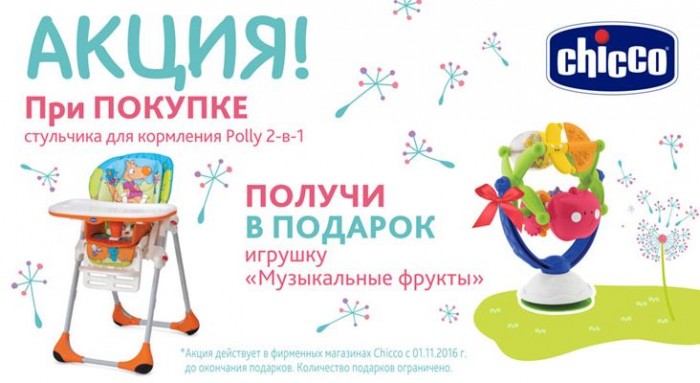 АКЦИЯ!
chicco
При ПОКУПКЕ
стульчика для кормления Polly 2-в-1
ПОЛУЧИ
В ПОДАРОК
игрушку
«Музыкальные фрукты»
*Акция действует в фирменных магазинах Chicco с 01.11.2016 г.
до окончания подарков. Количество подарков ограничено.